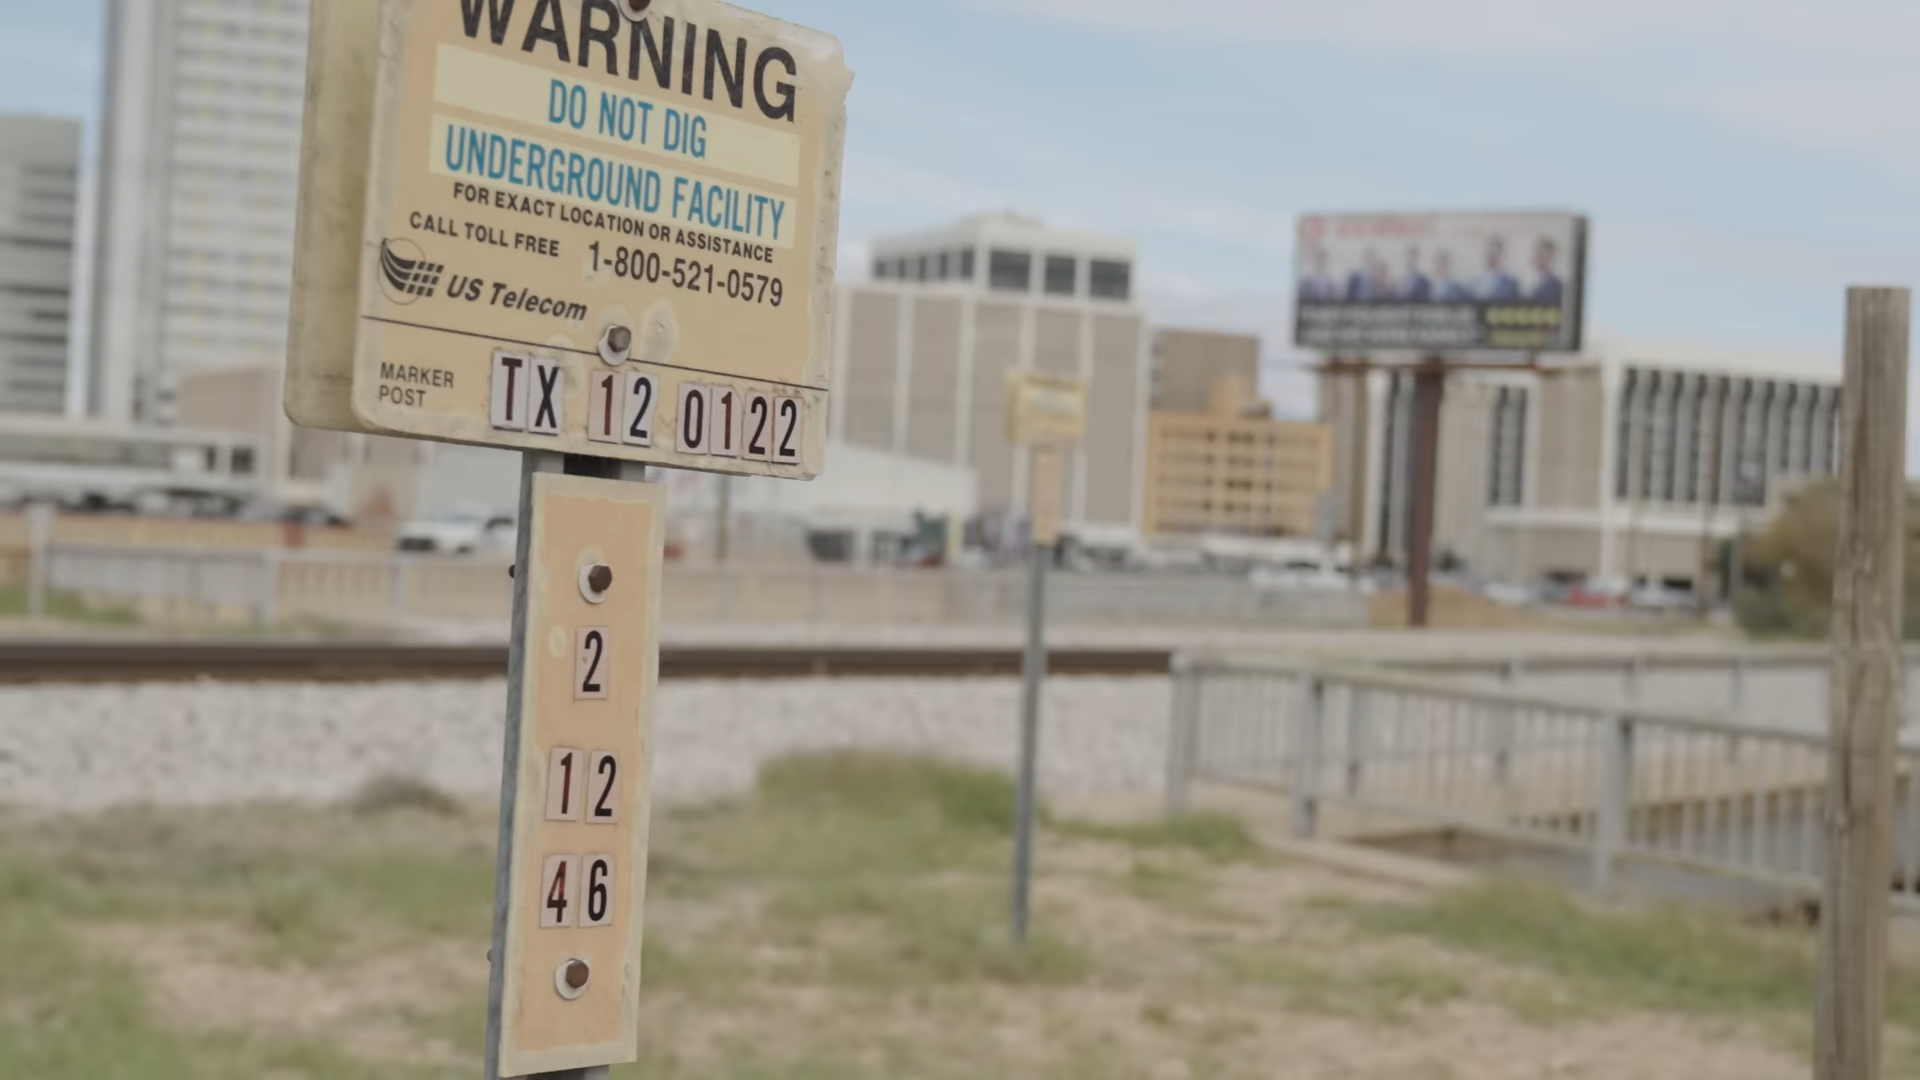 WARNING
DO NOT DIG
UNDERGROUND FACILITY
FOR EXACT LOCATION OR ASSISTANCE
CALL TOLL FREE 1-800-521-0579
US Telecom
MARKER POST TX 12 0122
2
12
46